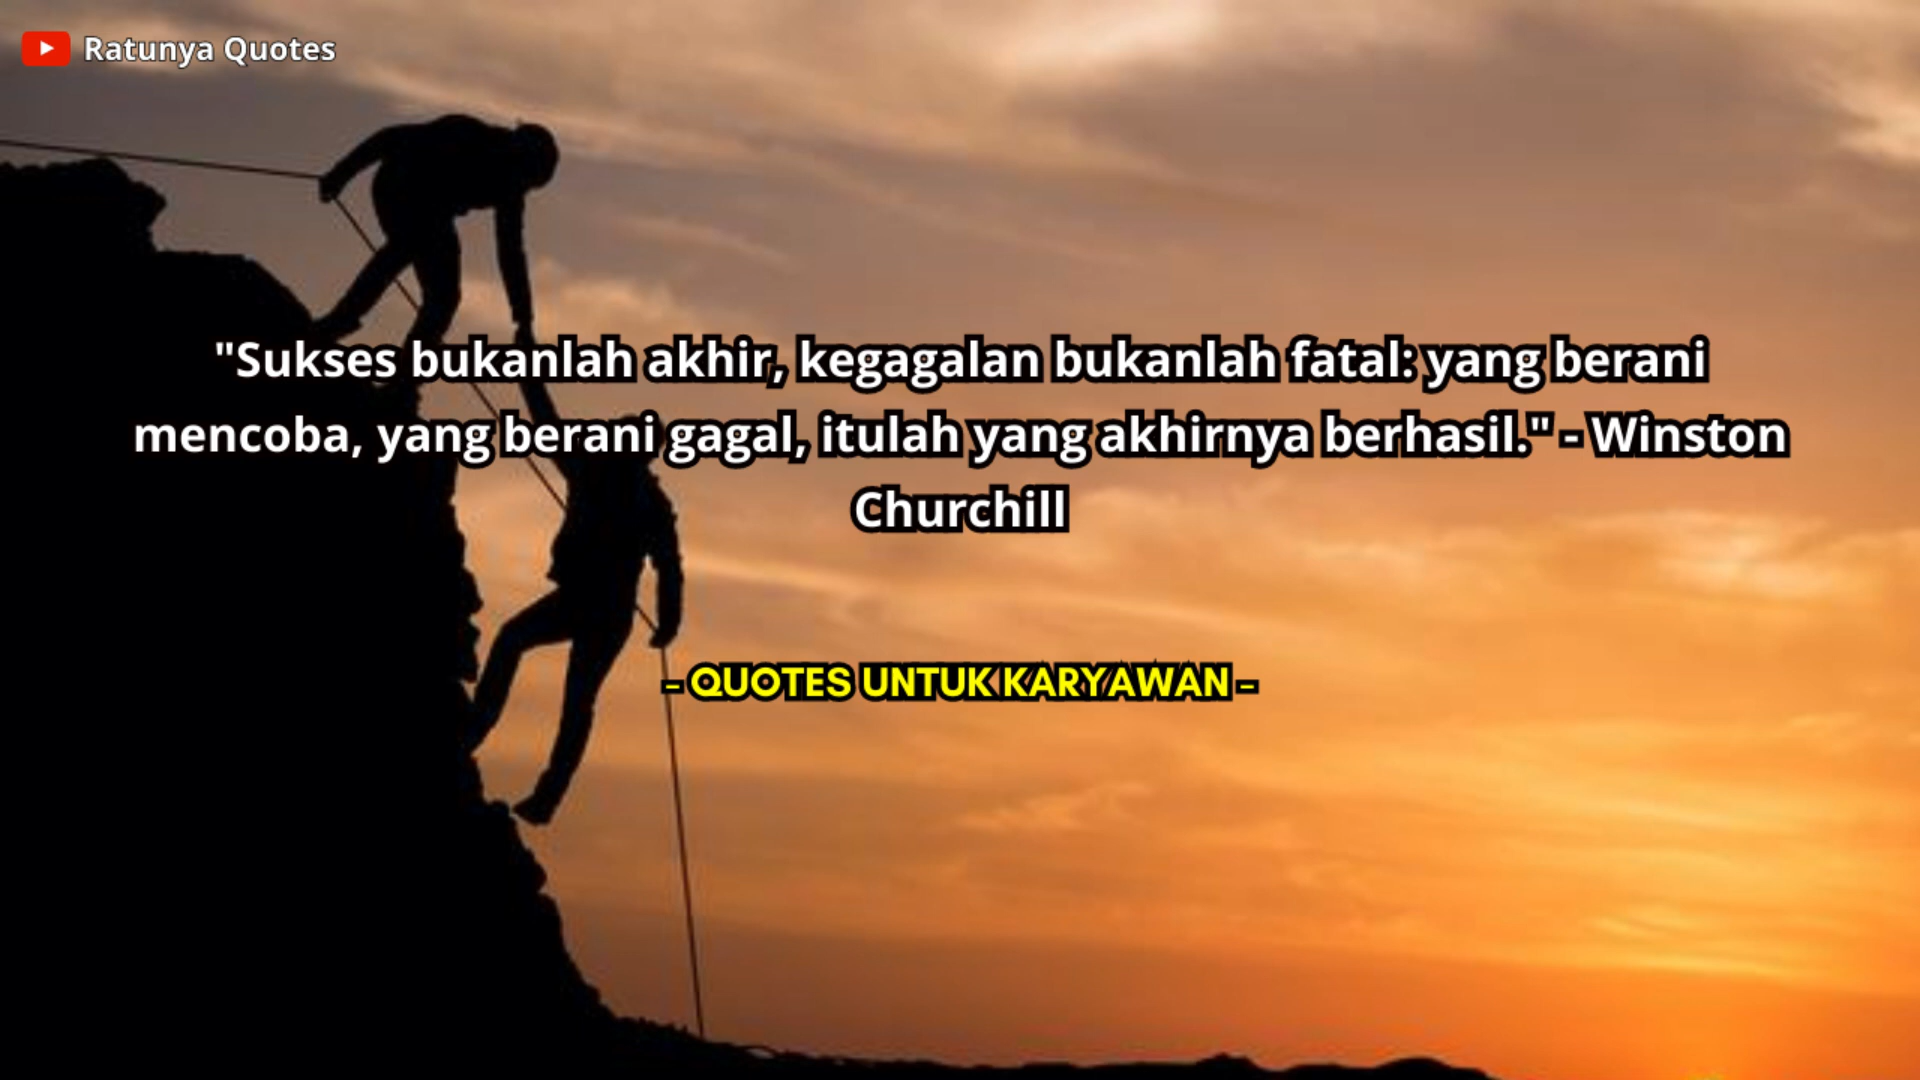 Ratunya Quotes
"Sukses bukanlah akhir, kegagalan bukanlah fatal: yang berani
mencoba, yang berani gagal, itulah yang akhirnya berhasil." - Winston
Churchill
- QUOTES UNTUK KARYAWAN -